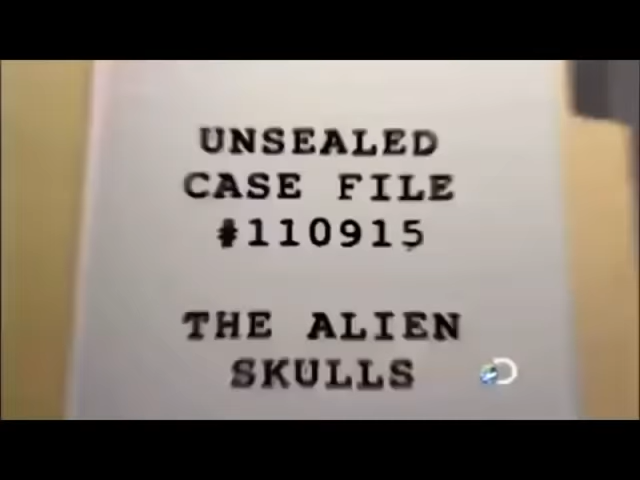 UNSEALED
CASE FILE
#110915
THE ALIEN
SKULLS